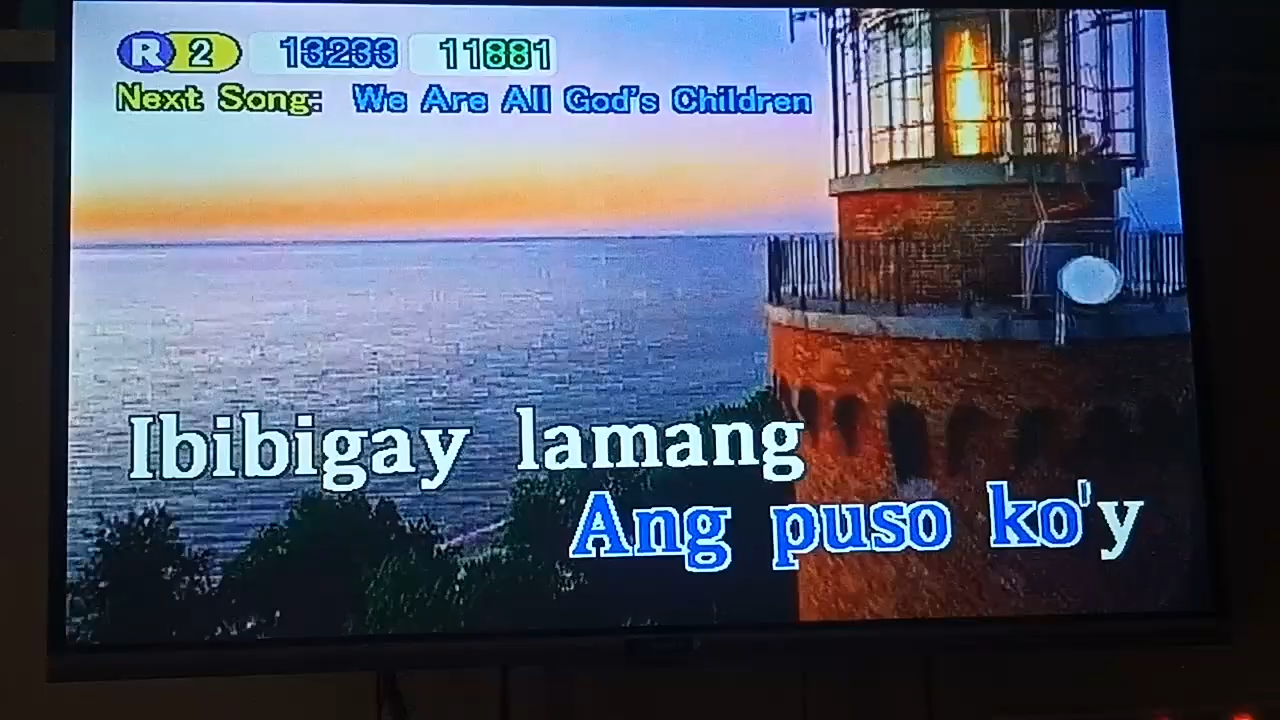 R 2 13233 11881
Next Song: We Are All God's Children
Ibibigay lamang
Ang puso ko'y